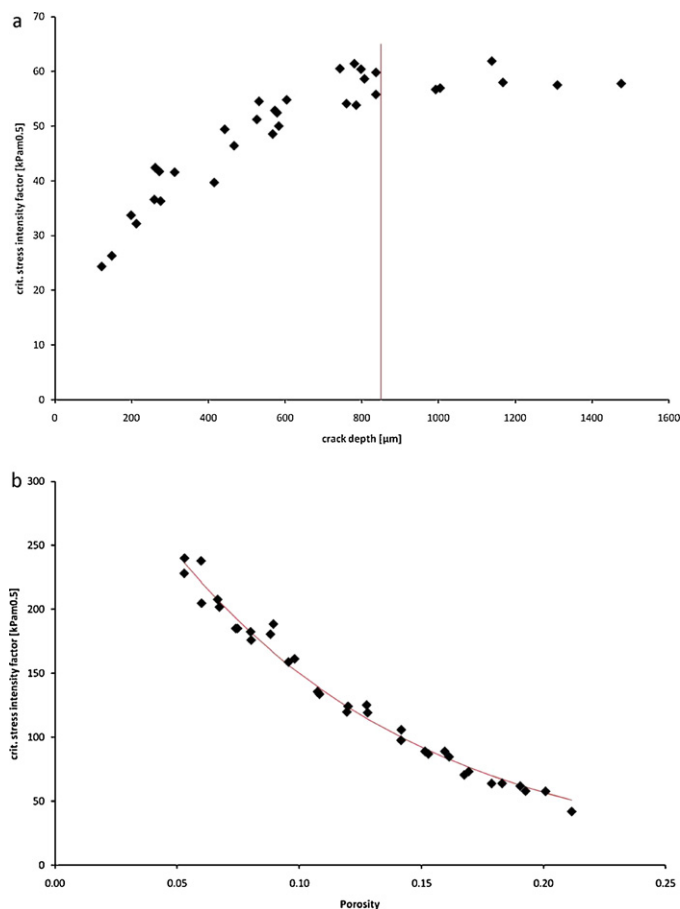 a
70
60
50
40
30
20
10
0
crit. stress intensity factor [kPam0.5]
0 200 400 600 800 1000 1200 1400 1600
crack depth [µm]
b
300
250
200
150
100
50
0
crit. stress intensity factor [kPam0.5]
0.00 0.05 0.10 0.15 0.20 0.25
Porosity